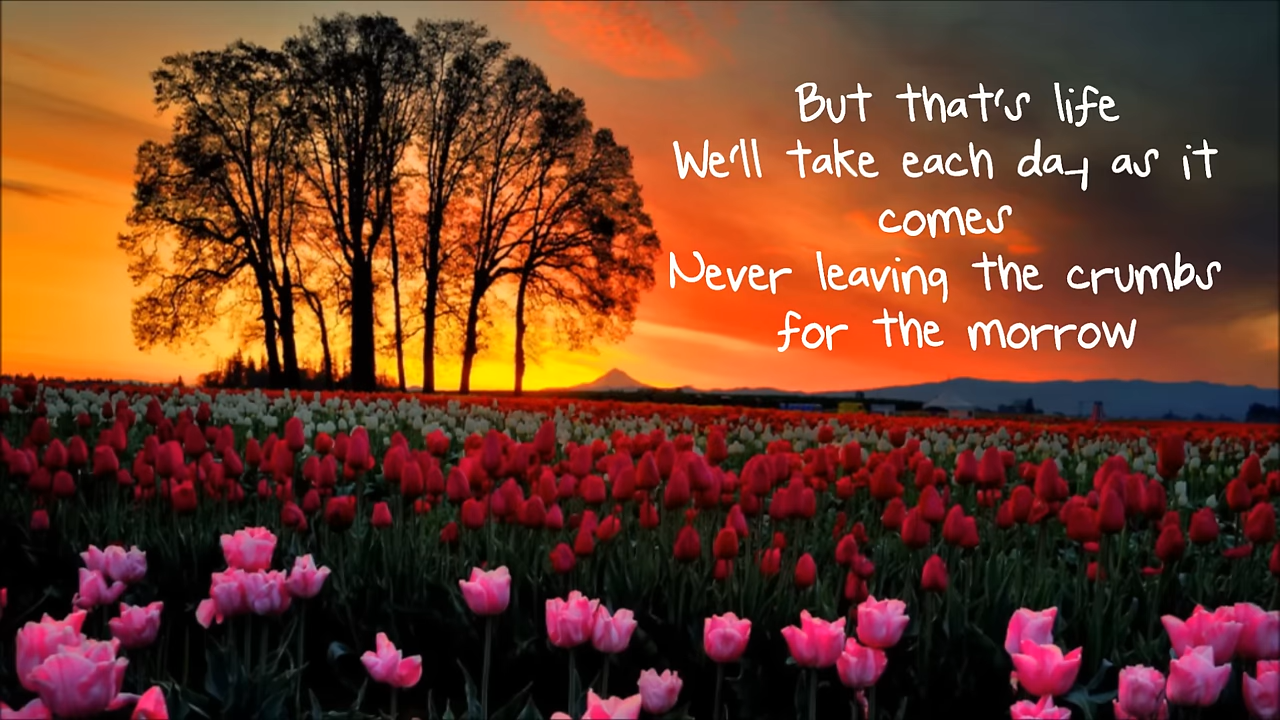 But that's life
We'll take each day as it
comes
Never leaving the crumbs
for the morrow